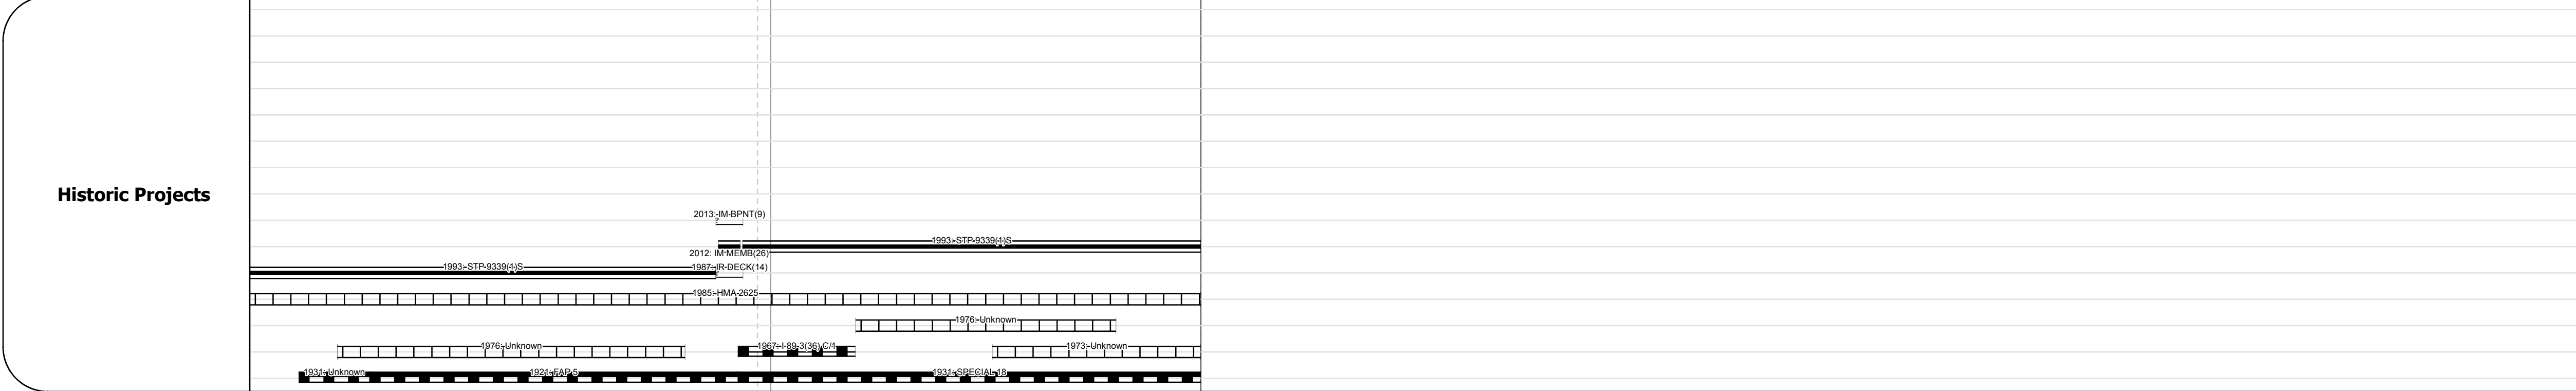 Historic Projects
2013: IM-BPNT(9)
1993: STP-9339(1)S
2012: IM-MEMB(26)
1993: STP-9339(1)S
1987: IR-DECK(14)
1985: HMA-2625
1976: Unknown
1976: Unknown
1967: I-89-3(36) C/1
1973: Unknown
1931: Unknown
1921: FAP 5
1931: SPECIAL 18